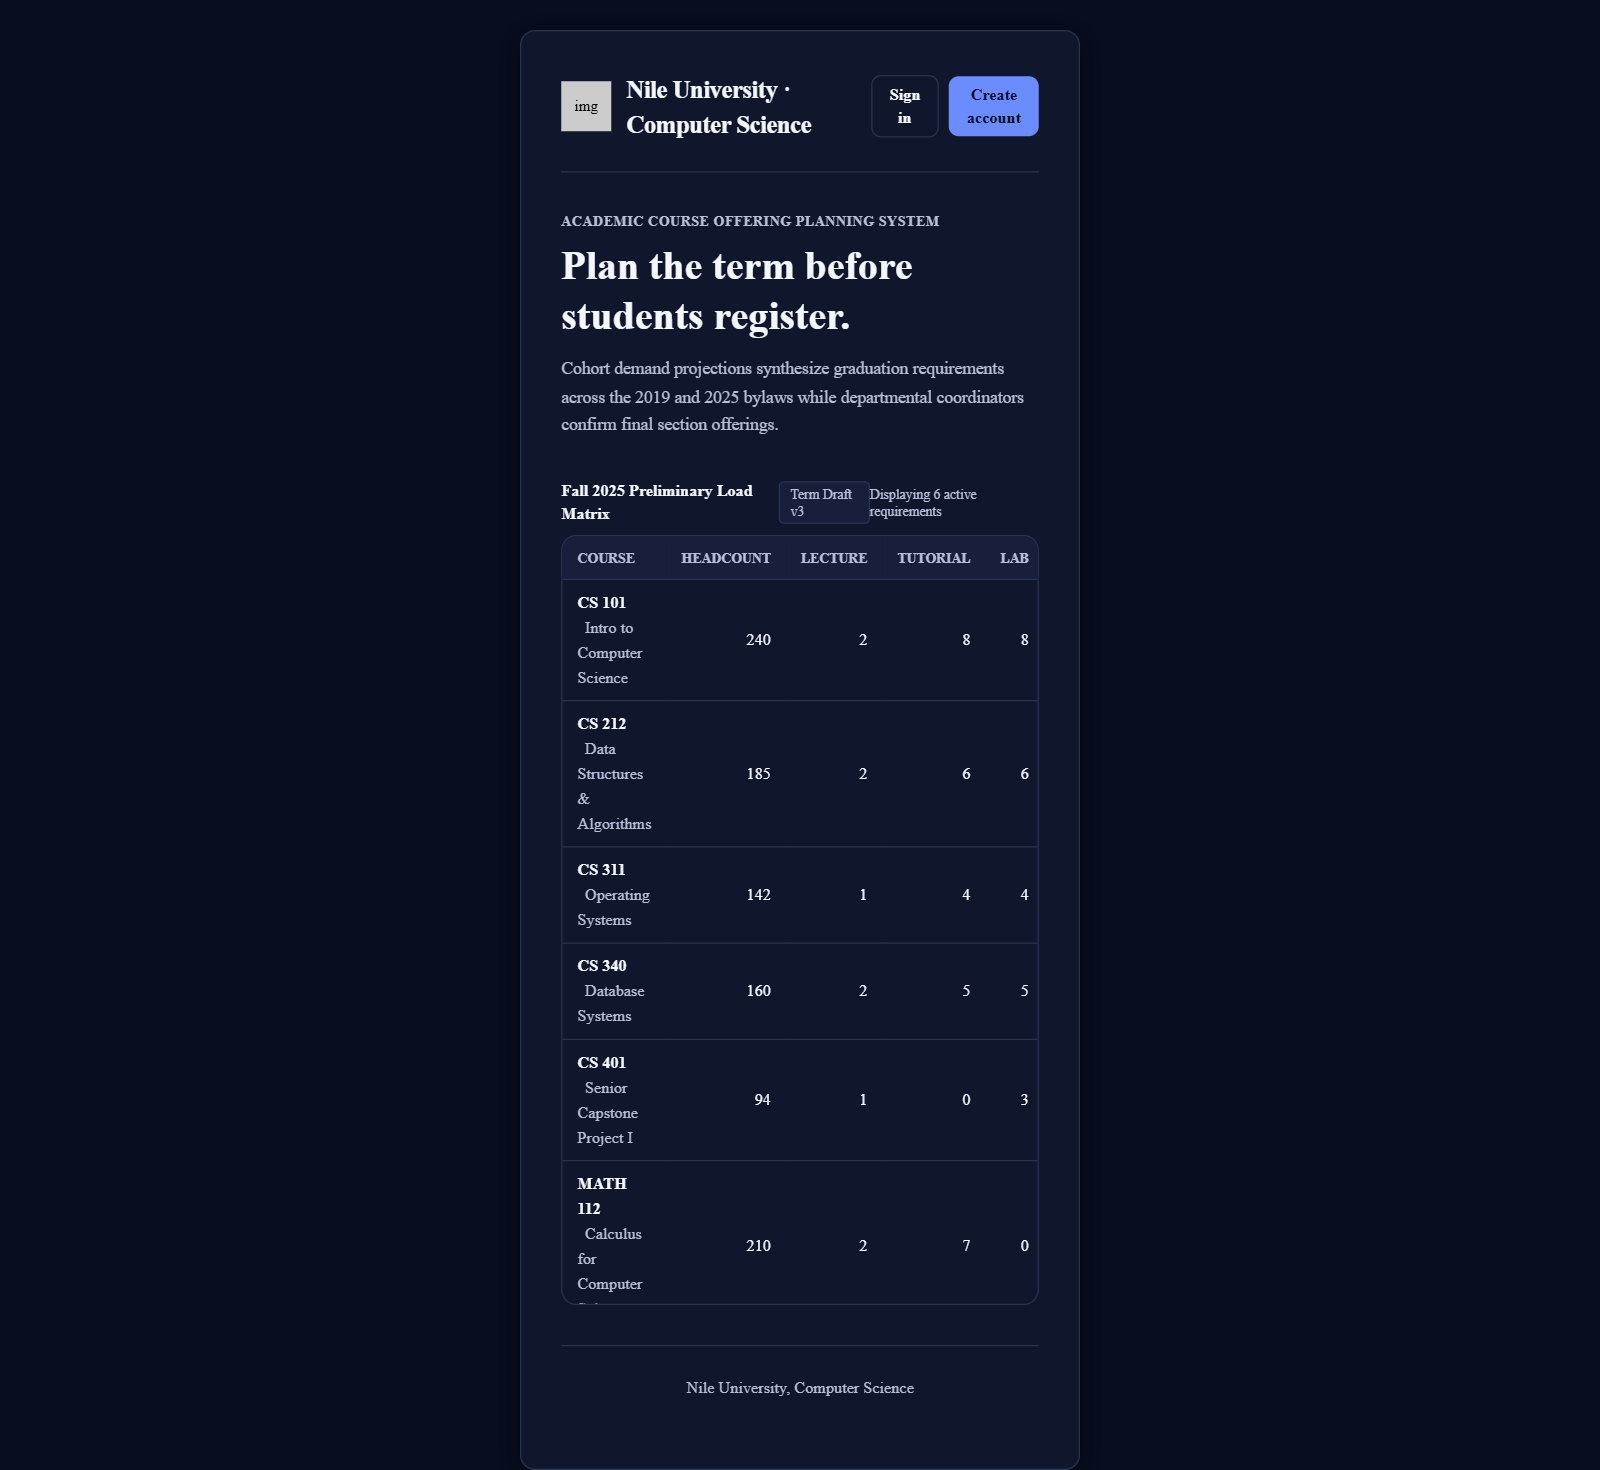 img
Nile University ·
Computer Science
Sign
in
Create
account
ACADEMIC COURSE OFFERING PLANNING SYSTEM
Plan the term before
students register.
Cohort demand projections synthesize graduation requirements
across the 2019 and 2025 bylaws while departmental coordinators
confirm final section offerings.
Fall 2025 Preliminary Load
Matrix
Term Draft
v3
Displaying 6 active
requirements
COURSE HEADCOUNT LECTURE TUTORIAL LAB
CS 101
Intro to
Computer
Science
240 2 8 8
CS 212
Data
Structures
&
Algorithms
185 2 6 6
CS 311
Operating
Systems
142 1 4 4
CS 340
Database
Systems
160 2 5 5
CS 401
Senior
Capstone
Project I
94 1 0 3
MATH
112
Calculus
for
Computer
210 2 7 0
Nile University, Computer Science